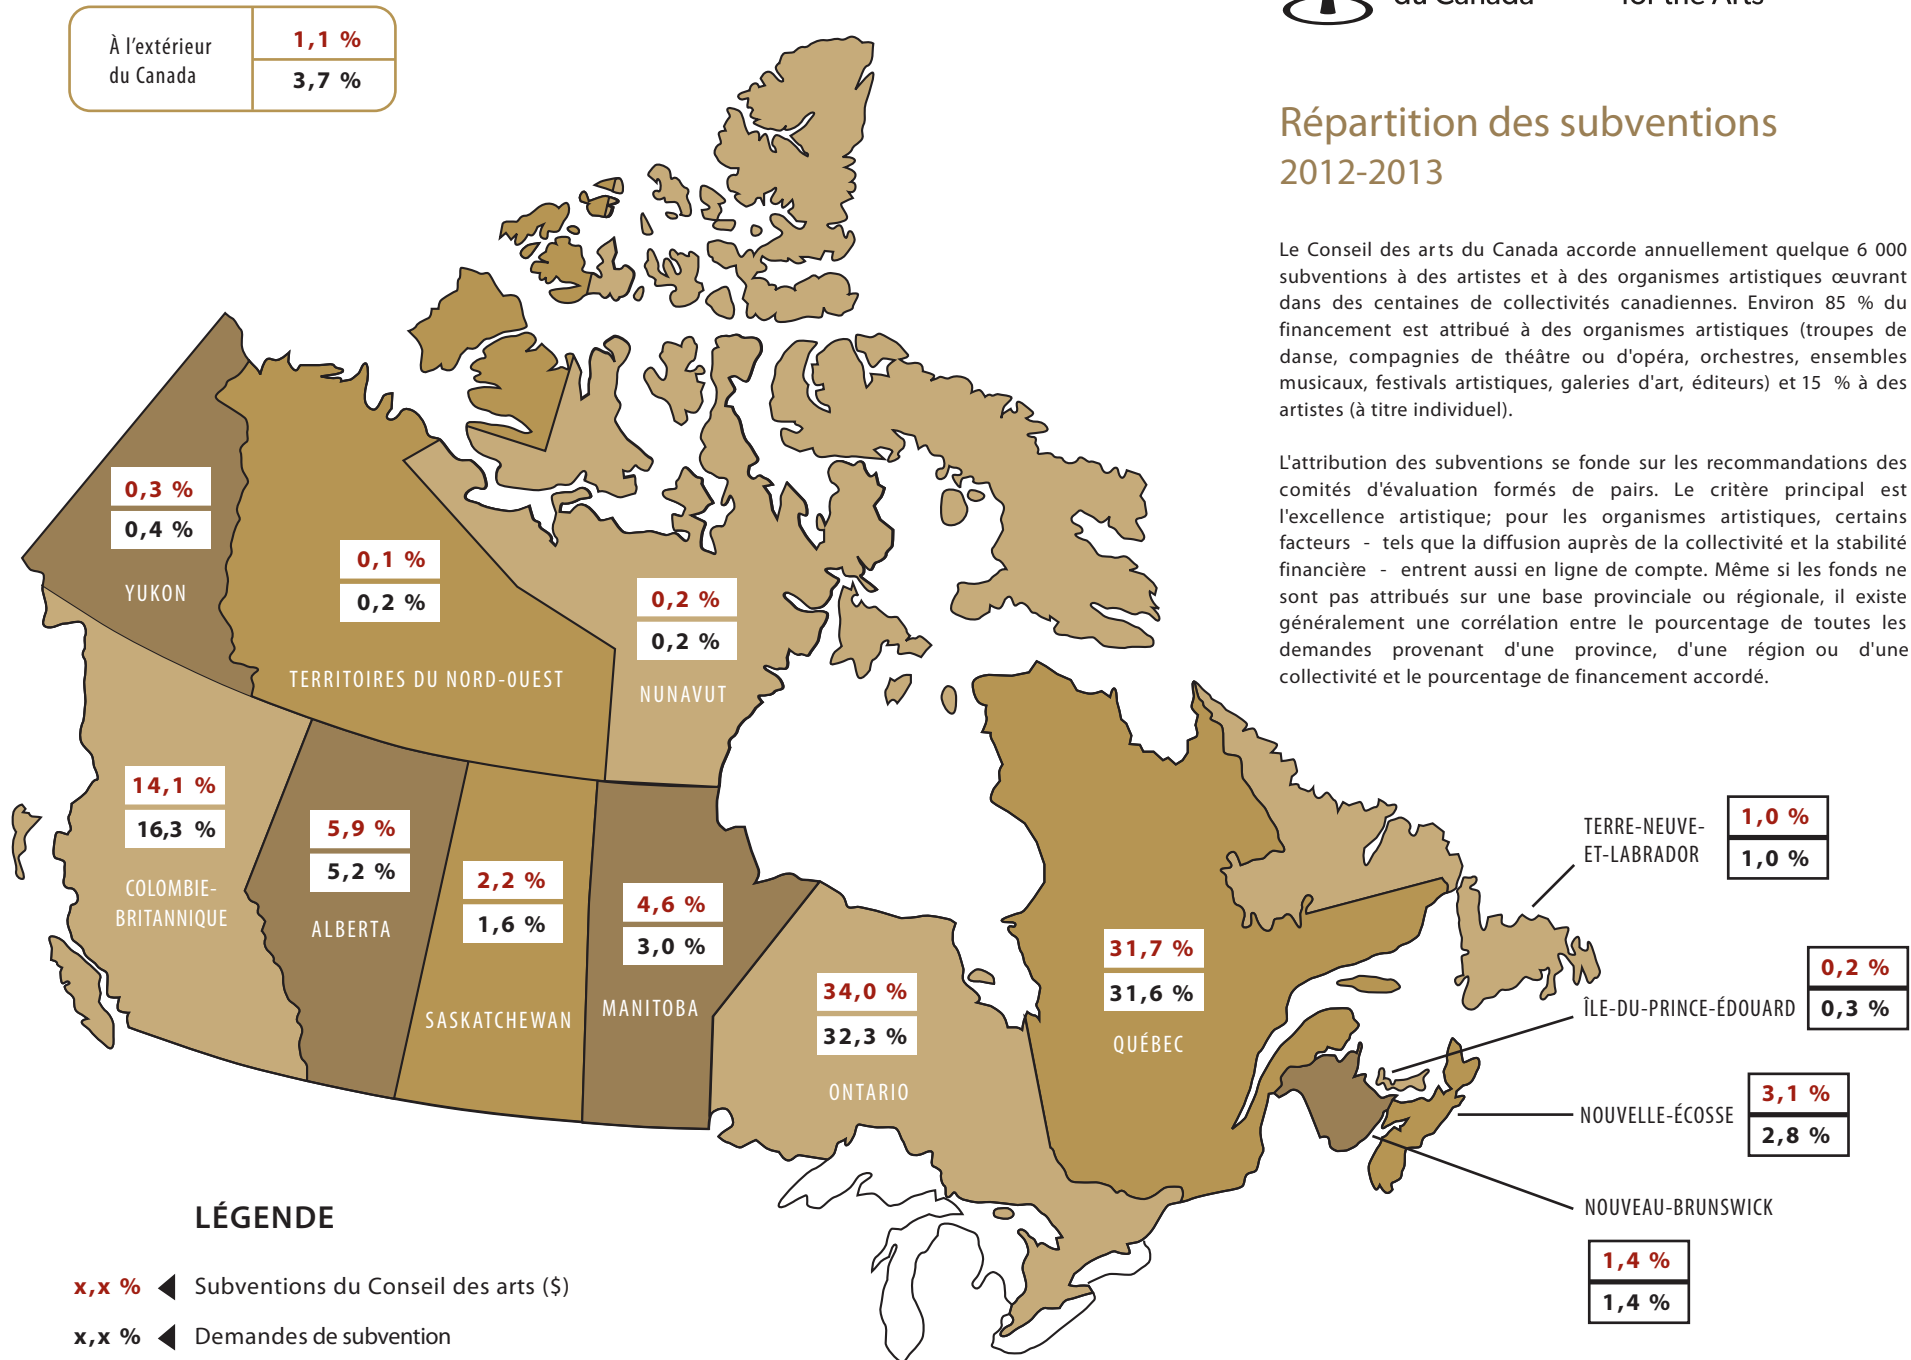 du Canada for the Arts
À l'extérieur
du Canada
1,1 %
3,7 %
Répartition des subventions
2012-2013
Le Conseil des arts du Canada accorde annuellement quelque 6 000
subventions à des artistes et à des organismes artistiques œuvrant
dans des centaines de collectivités canadiennes. Environ 85 % du
financement est attribué à des organismes artistiques (troupes de
danse, compagnies de théâtre ou d'opéra, orchestres, ensembles
musicaux, festivals artistiques, galeries d'art, éditeurs) et 15 % à des
artistes (à titre individuel).
L'attribution des subventions se fonde sur les recommandations des
comités d'évaluation formés de pairs. Le critère principal est
l'excellence artistique; pour les organismes artistiques, certains
facteurs - tels que la diffusion auprès de la collectivité et la stabilité
financière - entrent aussi en ligne de compte. Même si les fonds ne
sont pas attribués sur une base provinciale ou régionale, il existe
généralement une corrélation entre le pourcentage de toutes les
demandes provenant d'une province, d'une région ou d'une
collectivité et le pourcentage de financement accordé.
0,3 %
0,4 %
YUKON
0,1 %
0,2 %
TERRITOIRES DU NORD-OUEST
0,2 %
0,2 %
NUNAVUT
14,1 %
16,3 %
COLOMBIE-
BRITANNIQUE
5,9 %
5,2 %
ALBERTA
2,2 %
1,6 %
SASKATCHEWAN
4,6 %
3,0 %
MANITOBA
34,0 %
32,3 %
ONTARIO
31,7 %
31,6 %
QUÉBEC
TERRE-NEUVE-
ET-LABRADOR
1,0 %
1,0 %
ÎLE-DU-PRINCE-ÉDOUARD
0,2 %
0,3 %
NOUVELLE-ÉCOSSE
3,1 %
2,8 %
NOUVEAU-BRUNSWICK
1,4 %
1,4 %
LÉGENDE
x,x % Subventions du Conseil des arts ($)
x,x % Demandes de subvention